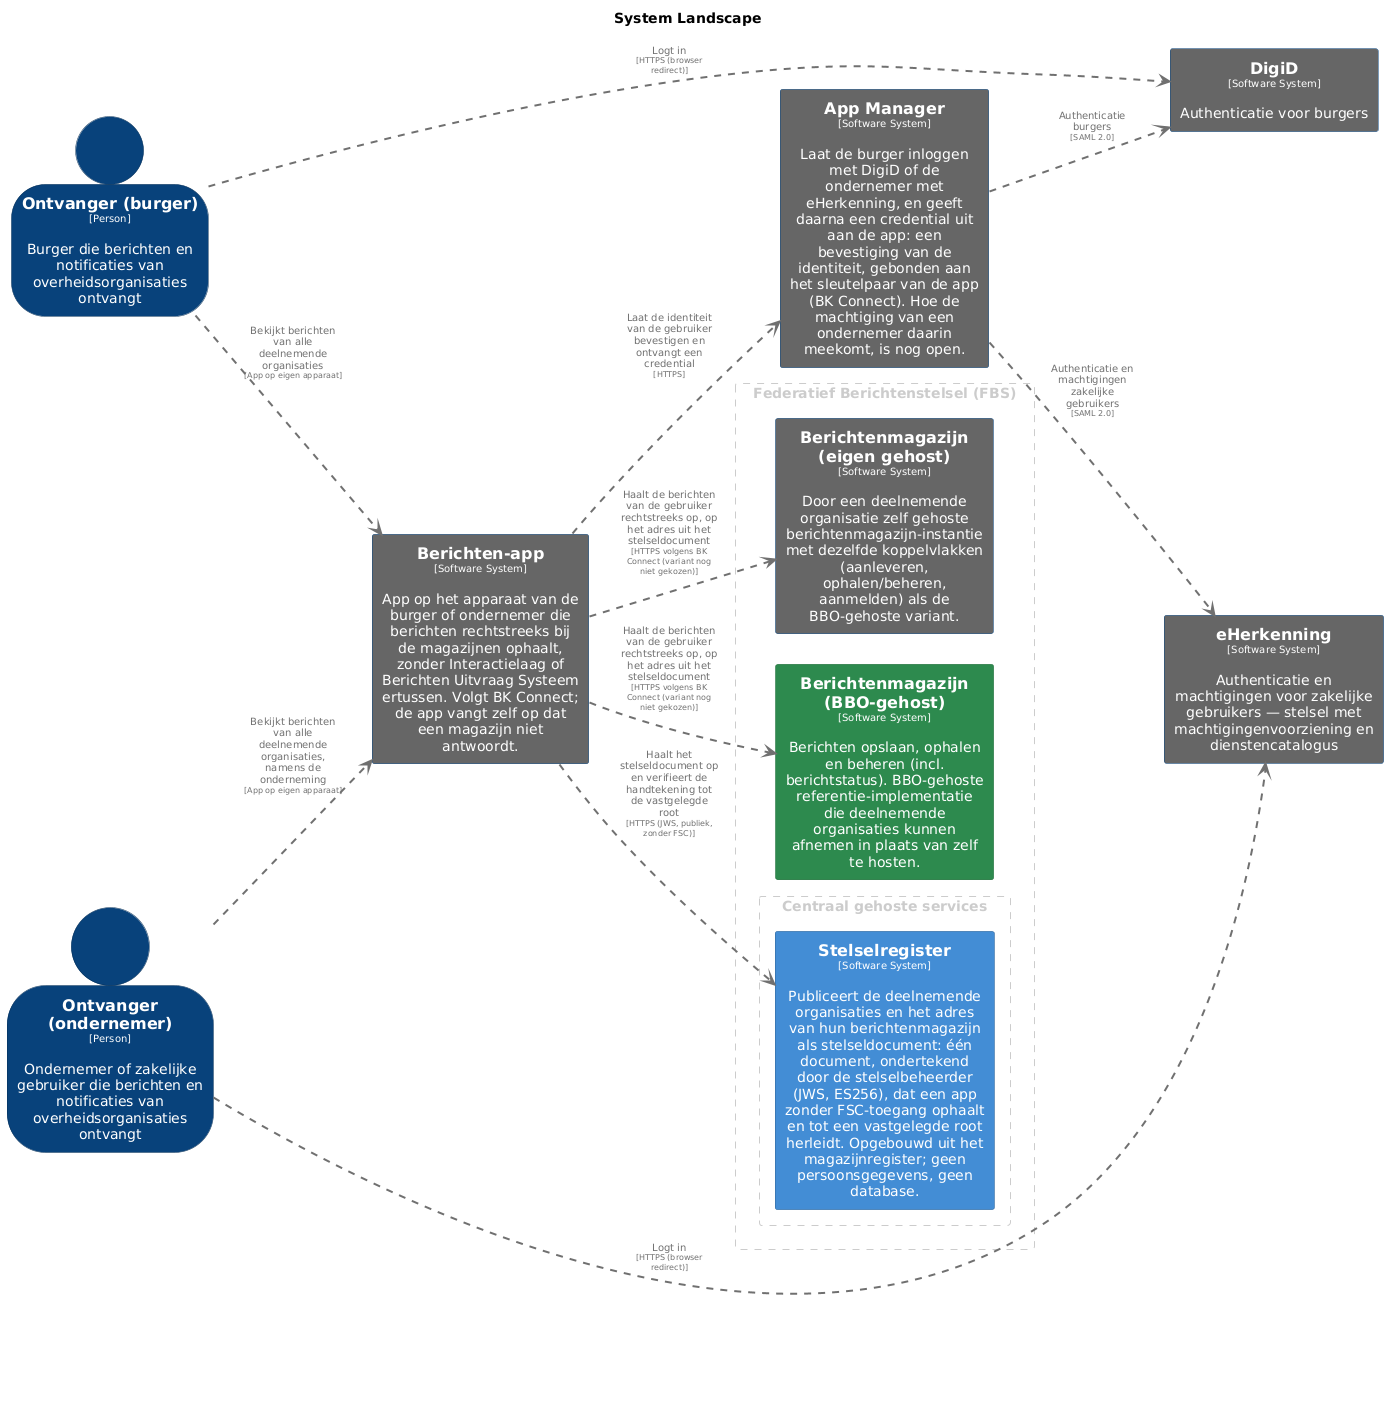 System Landscape
Logt in
[HTTPS (browser
redirect)]
DigiD
[Software System]
Authenticatie voor burgers
App Manager
[Software System]
Laat de burger inloggen
met DigiD of de
ondernemer met
eHerkenning, en geeft
daarna een credential uit
aan de app: een
bevestiging van de
identiteit, gebonden aan
het sleutelpaar van de app
(BK Connect). Hoe de
machtiging van een
ondernemer daarin
meekomt, is nog open.
Authenticatie
burgers
[SAML 2.0]
Ontvanger (burger)
[Person]
Burger die berichten en
notificaties van
overheidsorganisaties
ontvangt
Bekijkt berichten
van alle
deelnemende
organisaties
[App op eigen apparaat]
Laat de identiteit
van de gebruiker
bevestigen en
ontvangt een
credential
[HTTPS]
Authenticatie en
machtigingen
zakelijke
gebruikers
[SAML 2.0]
Federatief Berichtenstelsel (FBS)
Berichtenmagazijn
(eigen gehost)
[Software System]
Door een deelnemende
organisatie zelf gehoste
berichtenmagazijn-instantie
met dezelfde koppelvlakken
(aanleveren,
ophalen/beheren,
aanmelden) als de
BBO-gehoste variant.
Haalt de berichten
van de gebruiker
rechtstreeks op, op
het adres uit het
stelseldocument
[HTTPS volgens BK
Connect (variant nog
niet gekozen)]
Berichten-app
[Software System]
App op het apparaat van de
burger of ondernemer die
berichten rechtstreeks bij
de magazijnen ophaalt,
zonder Interactielaag of
Berichten Uitvraag Systeem
ertussen. Volgt BK Connect;
de app vangt zelf op dat
een magazijn niet
antwoordt.
Haalt de berichten
van de gebruiker
rechtstreeks op, op
het adres uit het
stelseldocument
[HTTPS volgens BK
Connect (variant nog
niet gekozen)]
Berichtenmagazijn
(BBO-gehost)
[Software System]
Berichten opslaan, ophalen
en beheren (incl.
berichtstatus). BBO-gehoste
referentie-implementatie
die deelnemende
organisaties kunnen
afnemen in plaats van zelf
te hosten.
eHerkenning
[Software System]
Authenticatie en
machtigingen voor zakelijke
gebruikers — stelsel met
machtigingenvoorziening en
dienstencatalogus
Bekijkt berichten
van alle
deelnemende
organisaties,
namens de
onderneming
[App op eigen apparaat]
Haalt het
stelseldocument op
en verifieert de
handtekening tot
de vastgelegde
root
[HTTPS (JWS, publiek,
zonder FSC)]
Centraal gehoste services
Stelselregister
[Software System]
Publiceert de deelnemende
organisaties en het adres
van hun berichtenmagazijn
als stelseldocument: één
document, ondertekend
door de stelselbeheerder
(JWS, ES256), dat een app
zonder FSC-toegang ophaalt
en tot een vastgelegde root
herleidt. Opgebouwd uit het
magazijnregister; geen
persoonsgegevens, geen
database.
Ontvanger
(ondernemer)
[Person]
Ondernemer of zakelijke
gebruiker die berichten en
notificaties van
overheidsorganisaties
ontvangt
Logt in
[HTTPS (browser
redirect)]